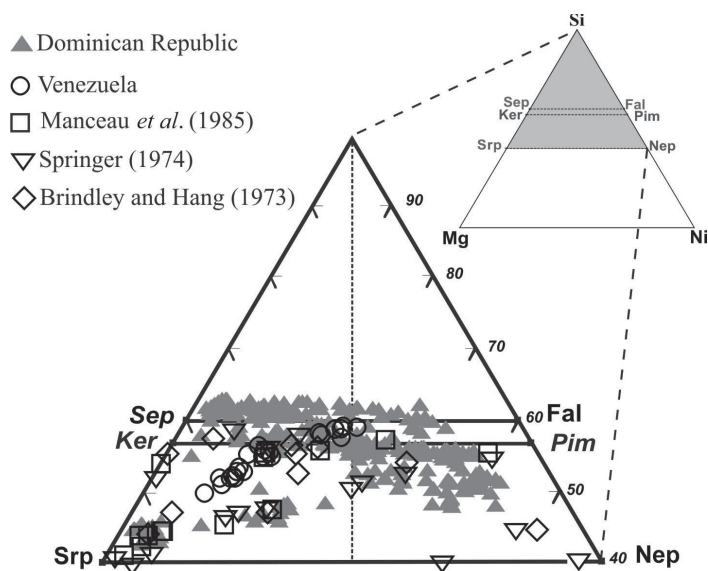 Dominican Republic
Venezuela
Manceau et al. (1985)
Springer (1974)
Brindley and Hang (1973)
Si
Sep Fal
Ker Pim
Srp Nep
Mg Ni
90
80
70
Sep 60 Fal
Ker Pim
50
Srp 40 Nep